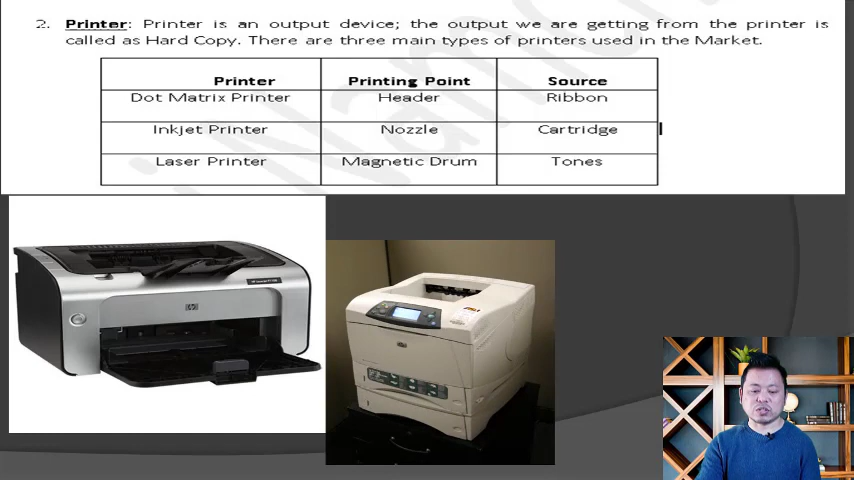 2. Printer: Printer is an output device; the output we are getting from the printer is
called as Hard Copy. There are three main types of printers used in the Market.
Printer Printing Point Source
Dot Matrix Printer Header Ribbon
Inkjet Printer Nozzle Cartridge
Laser Printer Magnetic Drum Tones
hp